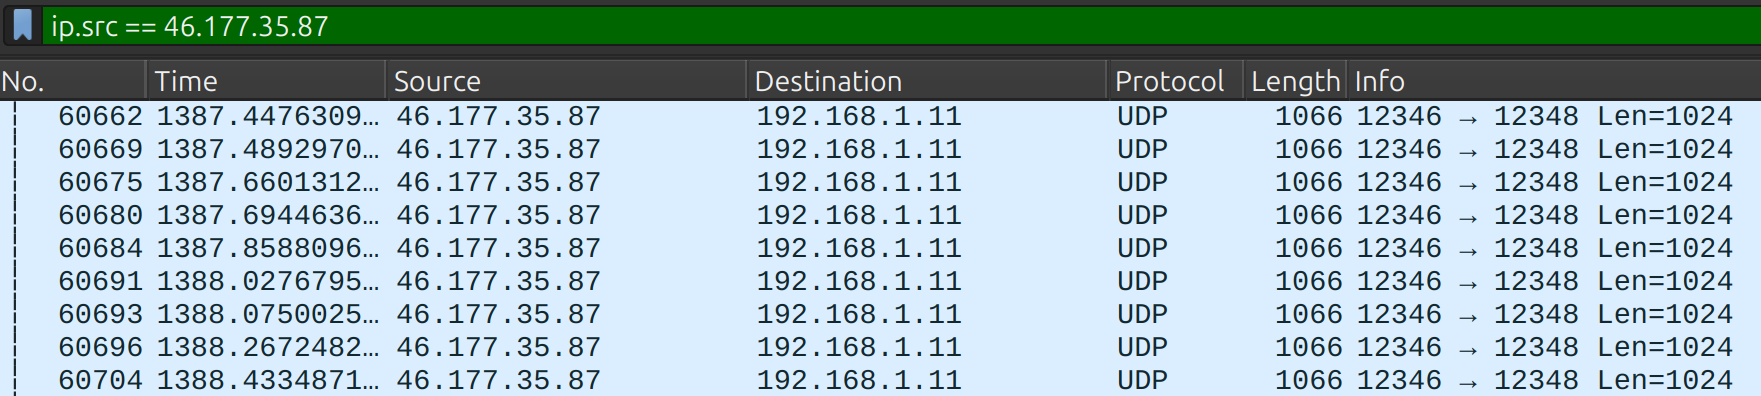 ip.src == 46.177.35.87
No. Time Source Destination Protocol Length Info
60662 1387.4476309… 46.177.35.87 192.168.1.11 UDP 1066 12346 → 12348 Len=1024
60669 1387.4892970… 46.177.35.87 192.168.1.11 UDP 1066 12346 → 12348 Len=1024
60675 1387.6601312… 46.177.35.87 192.168.1.11 UDP 1066 12346 → 12348 Len=1024
60680 1387.6944636… 46.177.35.87 192.168.1.11 UDP 1066 12346 → 12348 Len=1024
60684 1387.8588096… 46.177.35.87 192.168.1.11 UDP 1066 12346 → 12348 Len=1024
60691 1388.0276795… 46.177.35.87 192.168.1.11 UDP 1066 12346 → 12348 Len=1024
60693 1388.0750025… 46.177.35.87 192.168.1.11 UDP 1066 12346 → 12348 Len=1024
60696 1388.2672482… 46.177.35.87 192.168.1.11 UDP 1066 12346 → 12348 Len=1024
60704 1388.4334871… 46.177.35.87 192.168.1.11 UDP 1066 12346 → 12348 Len=1024